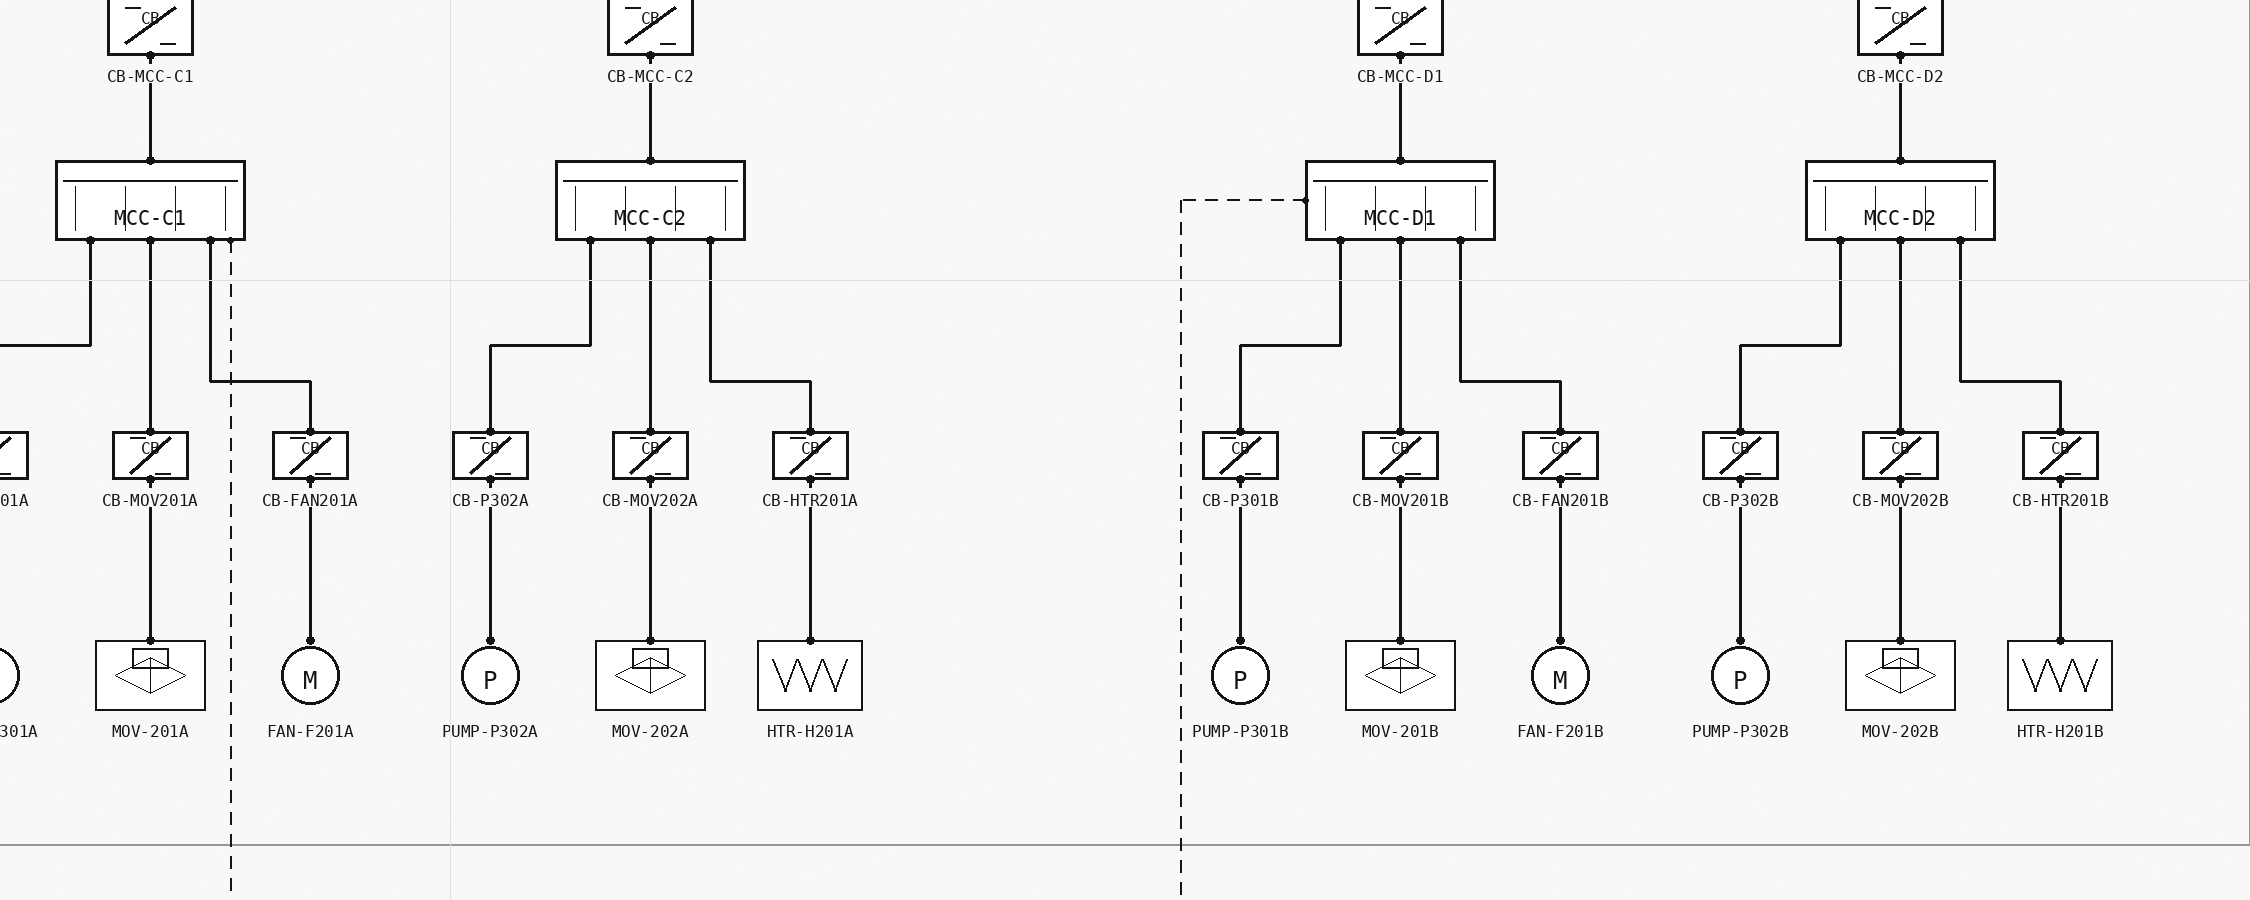 CB CB CB CB
CB-MCC-C1 CB-MCC-C2 CB-MCC-D1 CB-MCC-D2
MCC-C1 MCC-C2 MCC-D1 MCC-D2
CB CB CB CB CB CB CB CB CB CB CB
01A CB-MOV201A CB-FAN201A CB-P302A CB-MOV202A CB-HTR201A CB-P301B CB-MOV201B CB-FAN201B CB-P302B CB-MOV202B CB-HTR201B
M P P M P
301A MOV-201A FAN-F201A PUMP-P302A MOV-202A HTR-H201A PUMP-P301B MOV-201B FAN-F201B PUMP-P302B MOV-202B HTR-H201B